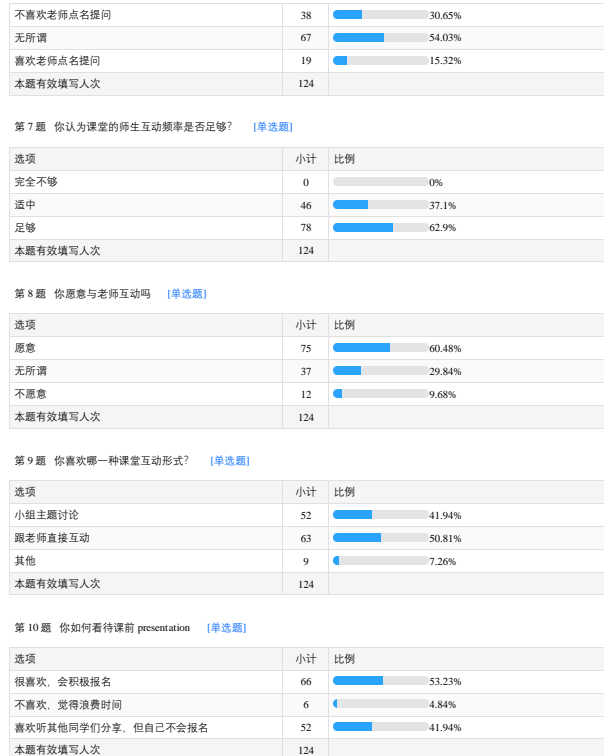 不喜欢老师点名提问 38 30.65%
无所谓 67 54.03%
喜欢老师点名提问 19 15.32%
本题有效填写人次 124
第 7 题 你认为课堂的师生互动频率是否足够? [单选题]
选项 小计 比例
完全不够 0 0%
适中 46 37.1%
足够 78 62.9%
本题有效填写人次 124
第 8 题 你愿意与老师互动吗 [单选题]
选项 小计 比例
愿意 75 60.48%
无所谓 37 29.84%
不愿意 12 9.68%
本题有效填写人次 124
第 9 题 你喜欢哪一种课堂互动形式? [单选题]
选项 小计 比例
小组主题讨论 52 41.94%
跟老师直接互动 63 50.81%
其他 9 7.26%
本题有效填写人次 124
第 10 题 你如何看待课前 presentation [单选题]
选项 小计 比例
很喜欢，会积极报名 66 53.23%
不喜欢，觉得浪费时间 6 4.84%
喜欢听其他同学们分享，但自己不会报名 52 41.94%
本题有效填写人次 124